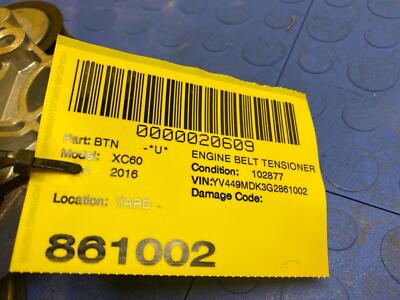 0000020609
Part: BTN -*U* ENGINE BELT TENSIONER
Model: XC60 Condition: 102877
2016 VIN:YV449MDK3G2861002
Damage Code:
Location: YARD
861002